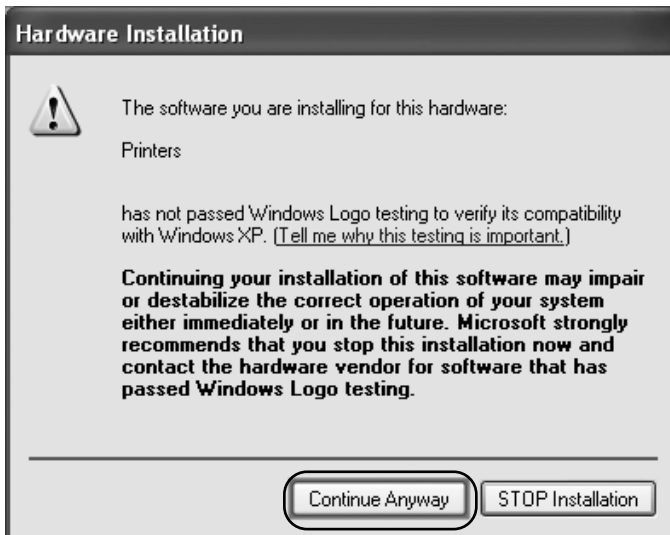 Hardware Installation
The software you are installing for this hardware:
Printers
has not passed Windows Logo testing to verify its compatibility
with Windows XP. (Tell me why this testing is important.)
Continuing your installation of this software may impair
or destabilize the correct operation of your system
either immediately or in the future. Microsoft strongly
recommends that you stop this installation now and
contact the hardware vendor for software that has
passed Windows Logo testing.
Continue Anyway STOP Installation